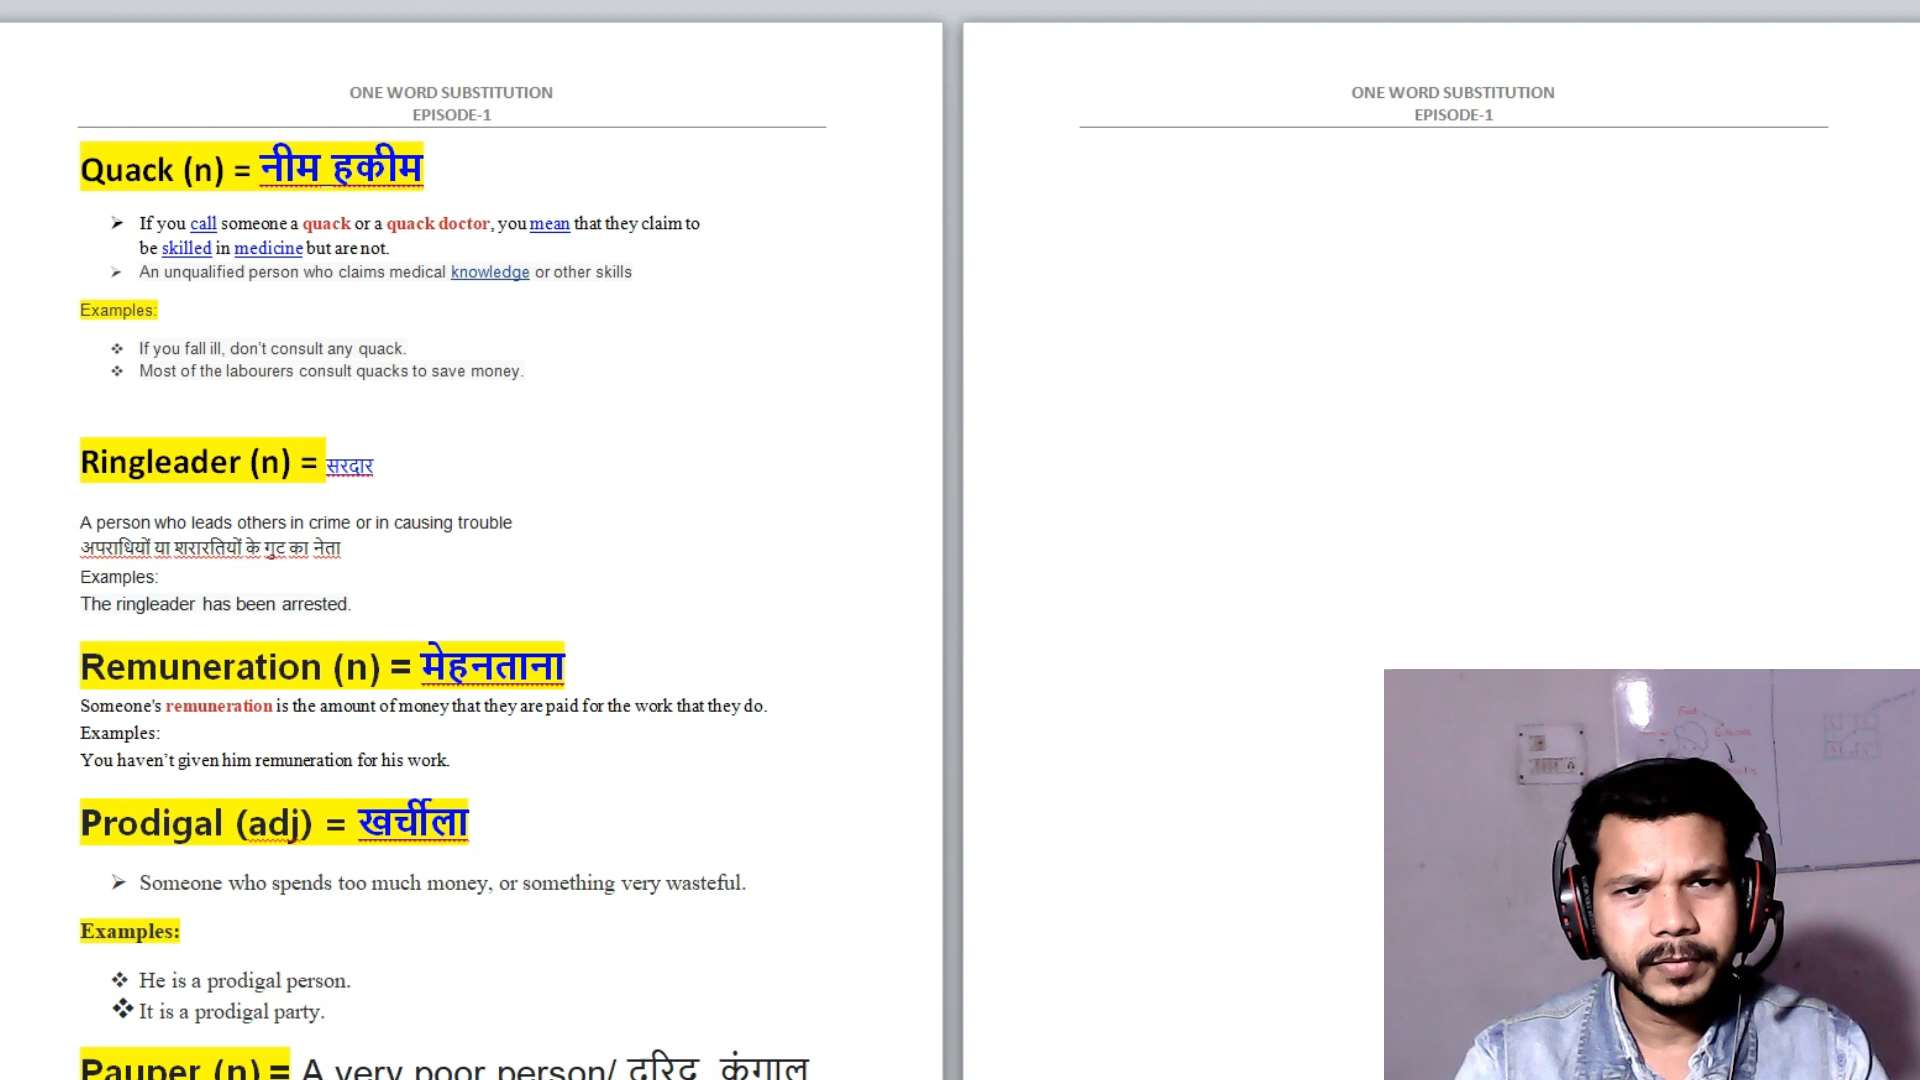 ONE WORD SUBSTITUTION
EPISODE-1
Quack (n) = नीम हकीम
If you call someone a quack or a quack doctor, you mean that they claim to
be skilled in medicine but are not.
An unqualified person who claims medical knowledge or other skills
Examples:
If you fall ill, don’t consult any quack.
Most of the labourers consult quacks to save money.
Ringleader (n) = सरदार
A person who leads others in crime or in causing trouble
अपराधियों या शरारतियों के गुट का नेता
Examples:
The ringleader has been arrested.
Remuneration (n) = मेहनताना
Someone's remuneration is the amount of money that they are paid for the work that they do.
Examples:
You haven’t given him remuneration for his work.
Prodigal (adj) = खर्चीला
Someone who spends too much money, or something very wasteful.
Examples:
He is a prodigal person.
It is a prodigal party.
Pauper (n) = A very poor person/ दरिद्र, कंगाल
ONE WORD SUBSTITUTION
EPISODE-1